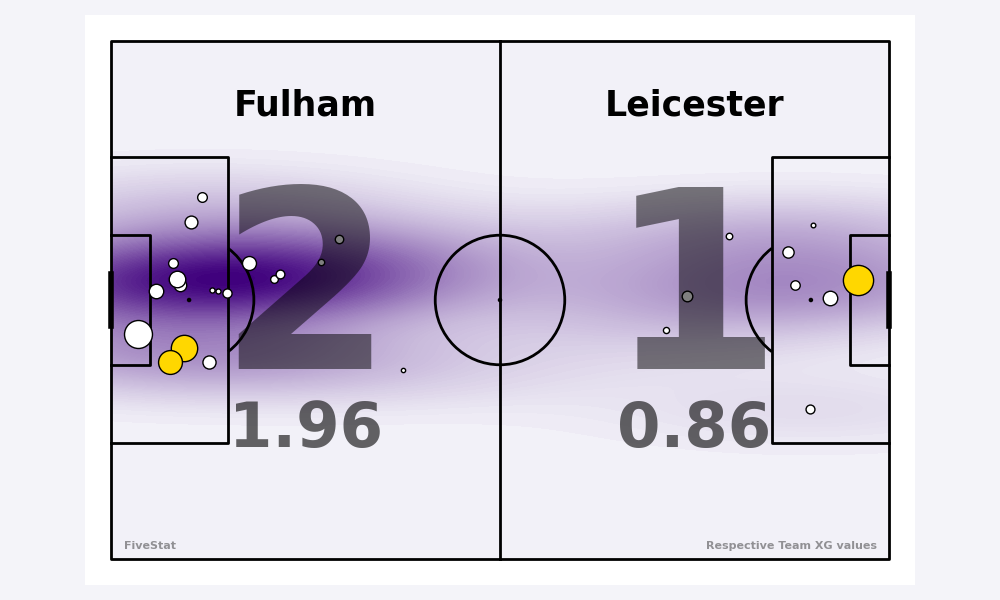 Fulham
Leicester
2
1
1.96
0.86
FiveStat
Respective Team XG values